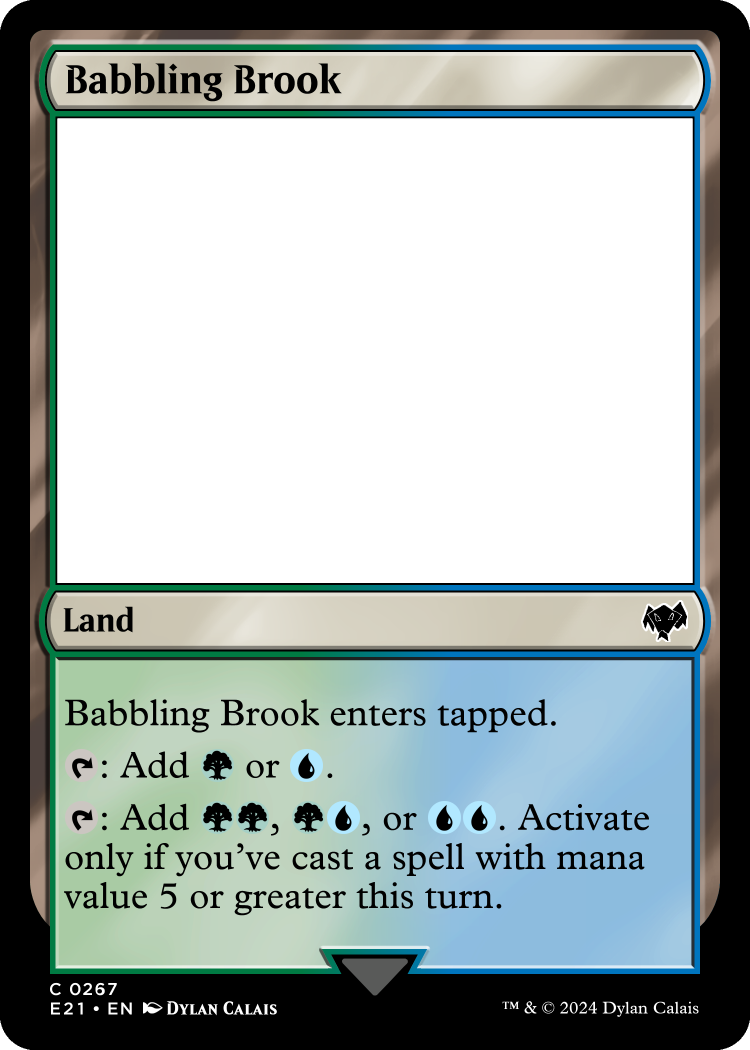 Babbling Brook
Land
Babbling Brook enters tapped.
: Add or .
: Add , , or . Activate
only if you’ve cast a spell with mana
value 5 or greater this turn.
C 0267
E21 • EN Dylan Calais
™ & © 2024 Dylan Calais